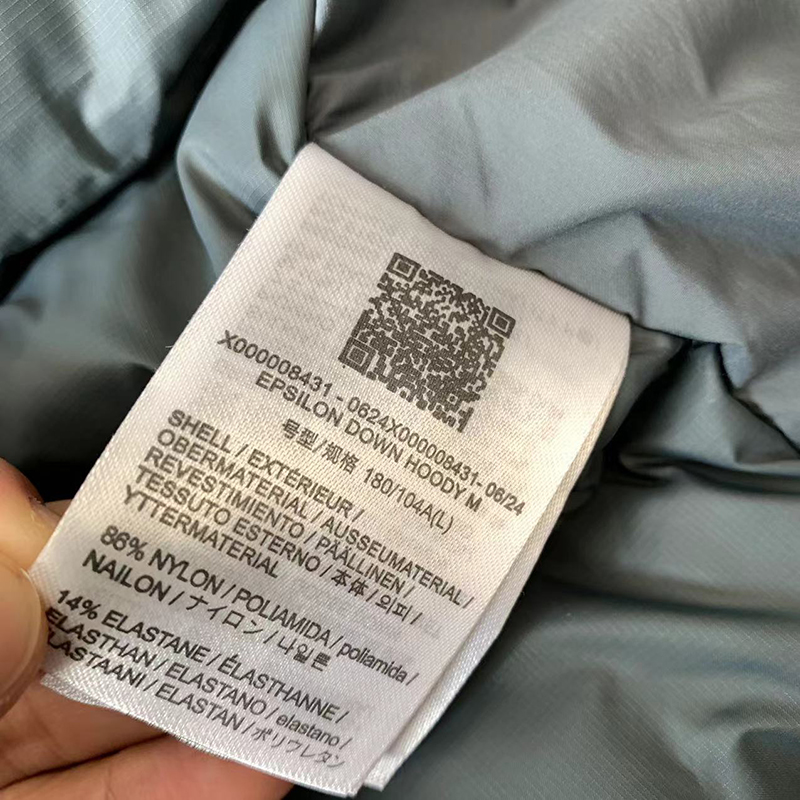 X000008431 - 0624X000008431- 06/24
EPSILON DOWN HOODY M
号型/规格 180/104A(L)
SHELL / EXTÉRIEUR /
OBERMATERIAL / AUSSEUMATERIAL /
REVESTIMIENTO / PÄÄLLINEN /
TESSUTO ESTERNO / 本体 / 외피 /
YTTERMATERIAL
86% NYLON / POLIAMIDA / poliamida /
NAILON / ナイロン / 나일론
14% ELASTANE / ÉLASTHANNE /
ELASTHAN / ELASTANO / elastano /
ELASTAANI / ELASTAN / ポリウレタン